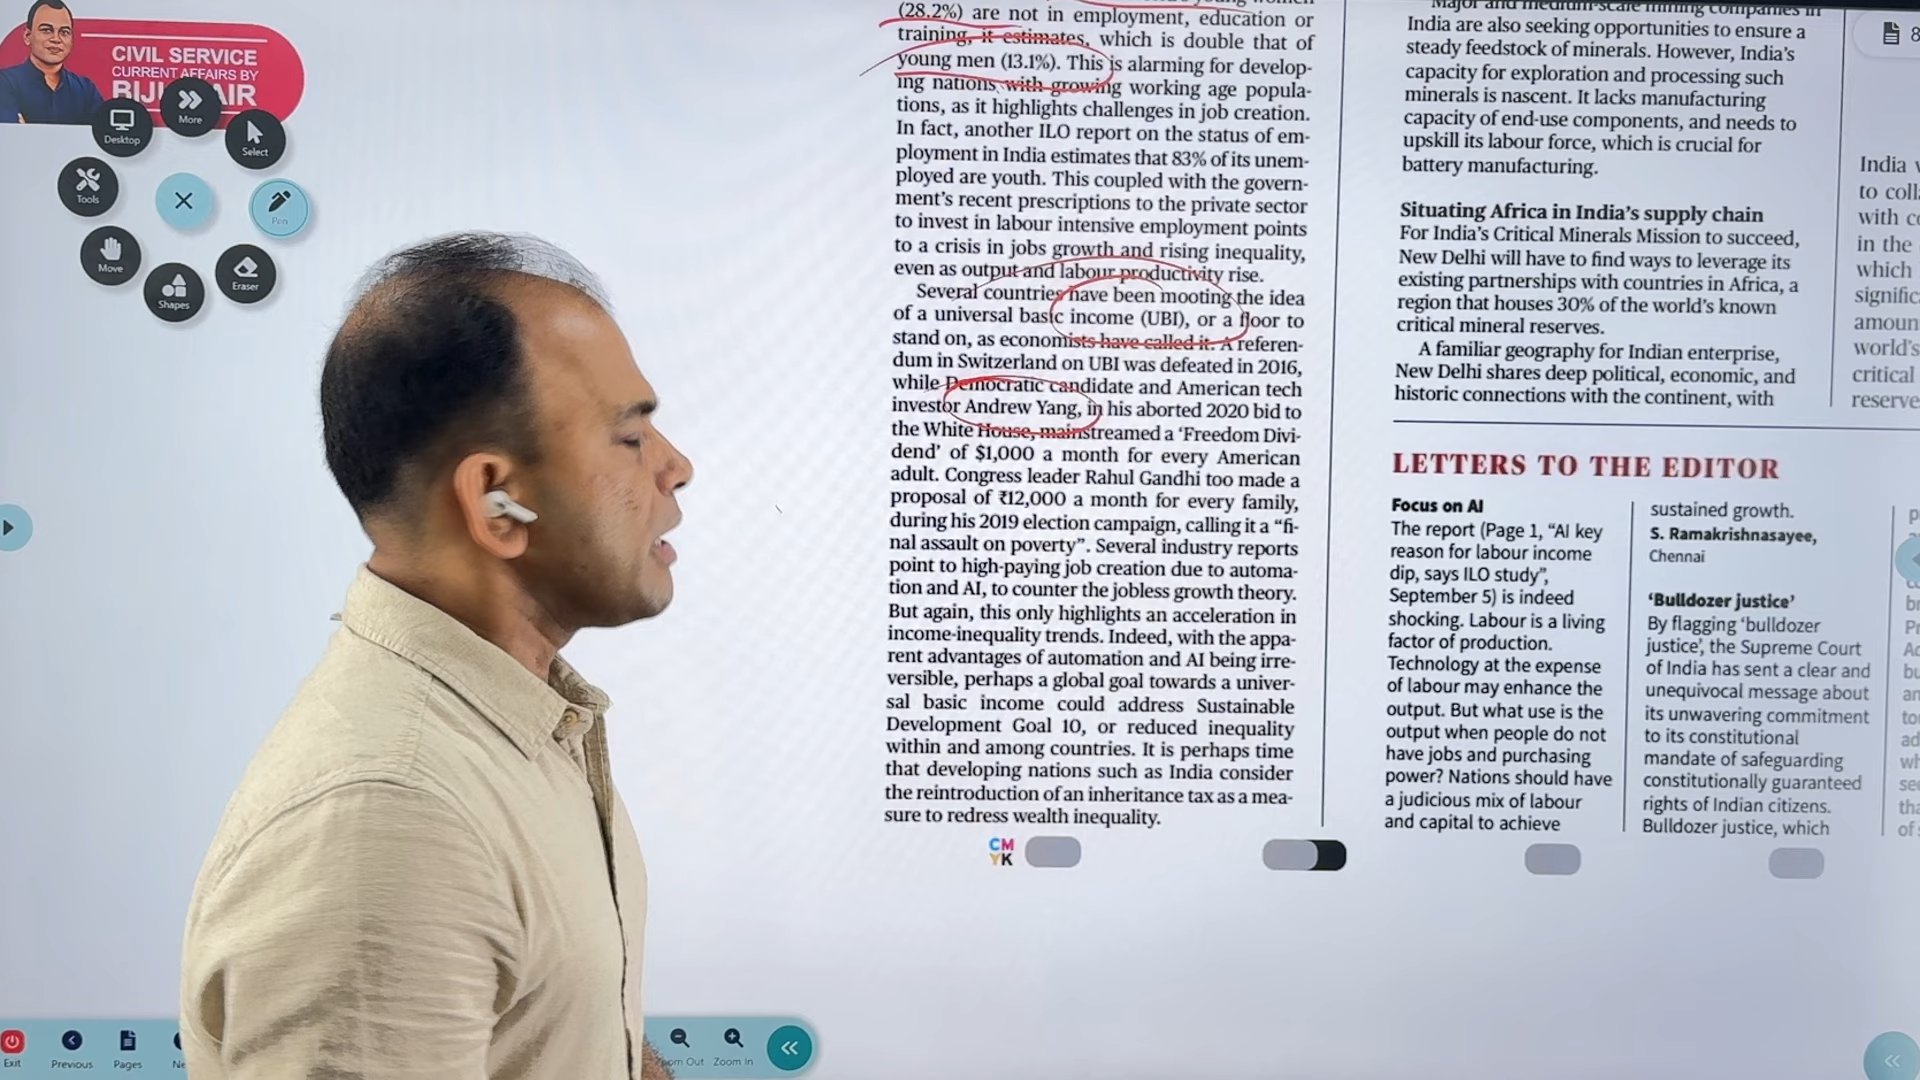 CIVIL SERVICE
CURRENT AFFAIRS BY
More
Desktop
Select
Tools
Pen
Move
Eraser
Shapes
(28.2%) are not in employment, education or
training, it estimates, which is double that of
young men (13.1%). This is alarming for develop-
ing nations with growing working age popula-
tions, as it highlights challenges in job creation.
In fact, another ILO report on the status of em-
ployment in India estimates that 83% of its unem-
ployed are youth. This coupled with the govern-
ment's recent prescriptions to the private sector
to invest in labour intensive employment points
to a crisis in jobs growth and rising inequality,
even as output and labour productivity rise.
Several countries have been mooting the idea
of a universal basic income (UBI), or a floor to
stand on, as economists have called it. A referen-
dum in Switzerland on UBI was defeated in 2016,
while Democratic candidate and American tech
investor Andrew Yang, in his aborted 2020 bid to
the White House, mainstreamed a 'Freedom Divi-
dend' of $1,000 a month for every American
adult. Congress leader Rahul Gandhi too made a
proposal of ₹12,000 a month for every family,
during his 2019 election campaign, calling it a "fi-
nal assault on poverty". Several industry reports
point to high-paying job creation due to automa-
tion and AI, to counter the jobless growth theory.
But again, this only highlights an acceleration in
income-inequality trends. Indeed, with the appa-
rent advantages of automation and AI being irre-
versible, perhaps a global goal towards a univer-
sal basic income could address Sustainable
Development Goal 10, or reduced inequality
within and among countries. It is perhaps time
that developing nations such as India consider
the reintroduction of an inheritance tax as a mea-
sure to redress wealth inequality.
CM
YK
Major and medium-scale mining companies in
India are also seeking opportunities to ensure a
steady feedstock of minerals. However, India's
capacity for exploration and processing such
minerals is nascent. It lacks manufacturing
capacity of end-use components, and needs to
upskill its labour force, which is crucial for
battery manufacturing.
Situating Africa in India's supply chain
For India's Critical Minerals Mission to succeed,
New Delhi will have to find ways to leverage its
existing partnerships with countries in Africa, a
region that houses 30% of the world's known
critical mineral reserves.
A familiar geography for Indian enterprise,
New Delhi shares deep political, economic, and
historic connections with the continent, with
India
to
with
in the
which
amoun
world's
critical
reserve
LETTERS TO THE EDITOR
Focus on AI
The report (Page 1, "AI key
reason for labour income
dip, says ILO study",
September 5) is indeed
shocking. Labour is a living
factor of production.
Technology at the expense
of labour may enhance the
output. But what use is the
output when people do not
have jobs and purchasing
power? Nations should have
a judicious mix of labour
and capital to achieve
sustained growth.
S. Ramakrishnasayee,
Chennai
'Bulldozer justice'
By flagging 'bulldozer
justice', the Supreme Court
of India has sent a clear and
unequivocal message about
its unwavering commitment
to its constitutional
mandate of safeguarding
constitutionally guaranteed
rights of Indian citizens.
Bulldozer justice, which
Exit
Previous
Pages
Zoom In